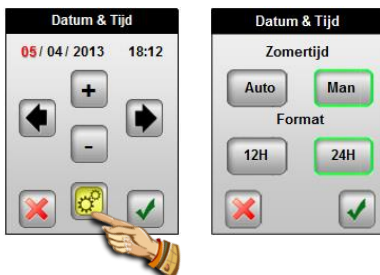 Datum & Tijd
05/ 04 / 2013 18:12
+
-
Datum & Tijd
Zomertijd
Auto Man
Format
12H 24H